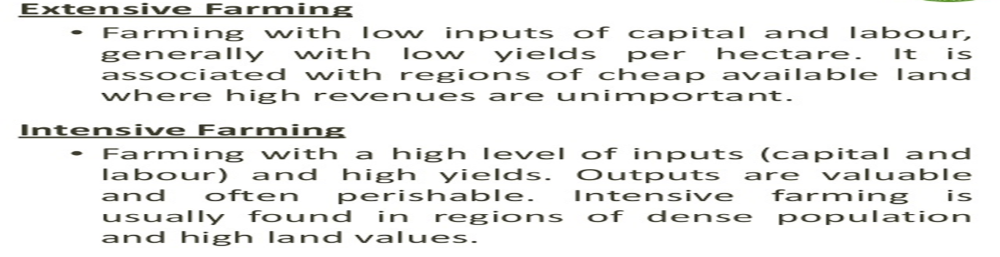 Extensive Farming
• Farming with low inputs of capital and labour,
generally with low yields per hectare. It is
associated with regions of cheap available land
where high revenues are unimportant.
Intensive Farming
• Farming with a high level of inputs (capital and
labour) and high yields. Outputs are valuable
and often perishable. Intensive farming is
usually found in regions of dense population
and high land values.